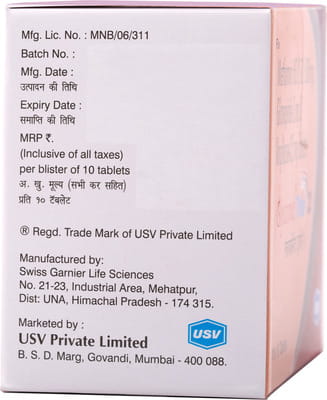 Mfg. Lic. No. : MNB/06/311
Batch No. :
Mfg. Date :
उत्पादन की तिथि
Expiry Date :
समाप्ति की तिथि
MRP ₹.
(Inclusive of all taxes)
per blister of 10 tablets
अ. खु. मूल्य (सभी कर सहित)
प्रति १० टॅबलेट
® Regd. Trade Mark of USV Private Limited
Manufactured by:
Swiss Garnier Life Sciences
No. 21-23, Industrial Area, Mehatpur,
Dist: UNA, Himachal Pradesh - 174 315.
Marketed by :
USV Private Limited
B. S. D. Marg, Govandi, Mumbai - 400 088.
USV